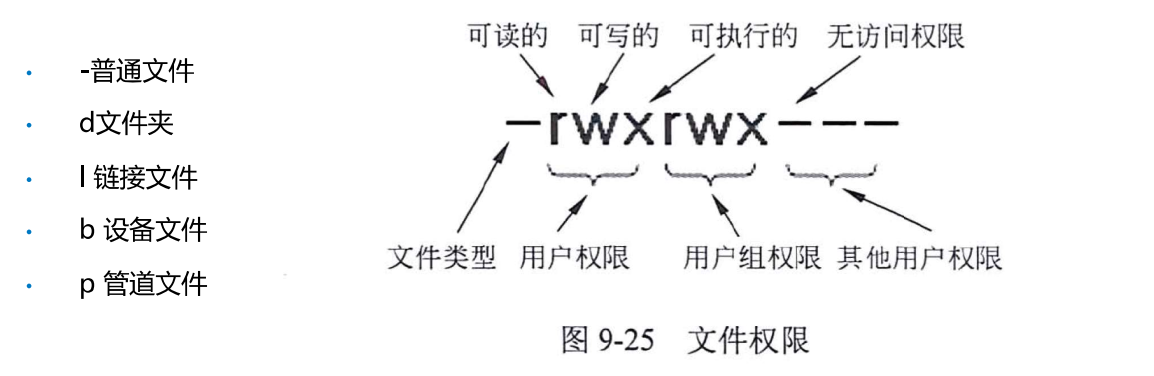 • -普通文件
• d文件夹
• l 链接文件
• b 设备文件
• p 管道文件
可读的 可写的 可执行的 无访问权限
-rwxrwx---
文件类型 用户权限 用户组权限 其他用户权限
图 9-25 文件权限